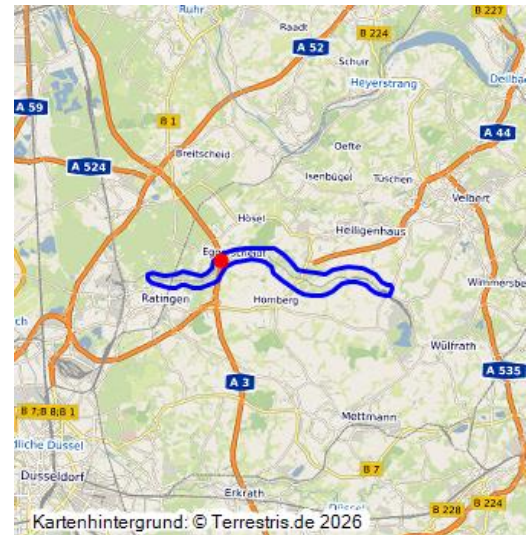 B 227
Ruhr
Raadt
B 224
A 52
Schuir
Heyerstrang
Deilbac
A 59
B 1
A 44
Oefte
Breitscheid
A 524
Isenbügel
Tüschen
Velbert
Hösel
Heiligenhaus
Ratingen
Homberg
Wimmersbe
ch
Wülfrath
A 3
A 535
Mettmann
B 7;B 8;B 1
dliche Düssel
B 7
Düsseldorf
Erkrath
Düssel
B 228
B 224
Kartenhintergrund: © Terrestris.de 2026